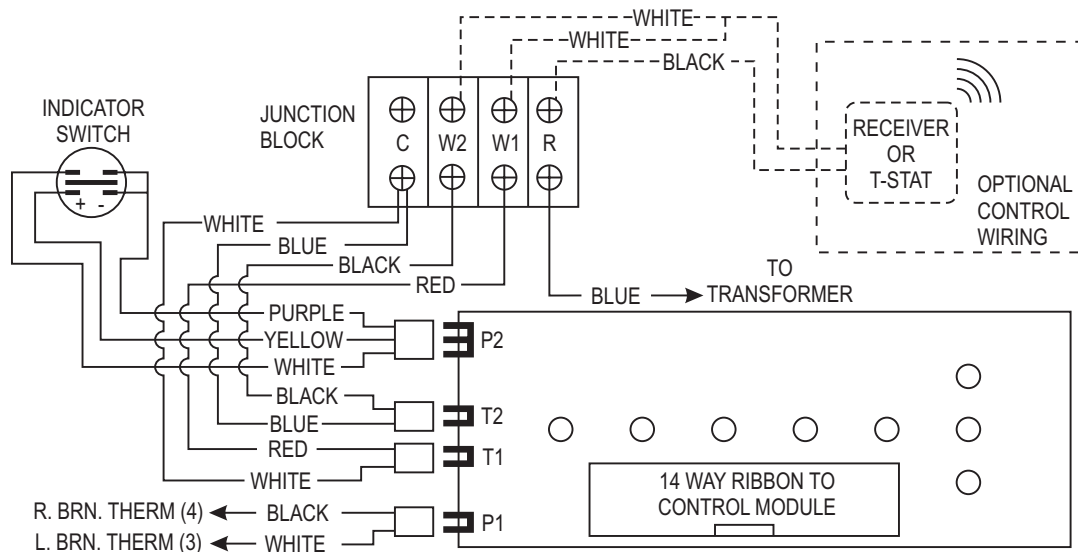 WHITE
WHITE
BLACK
INDICATOR
SWITCH
+ -
JUNCTION
BLOCK
C W2 W1 R
RECEIVER
OR
T-STAT
OPTIONAL
CONTROL
WIRING
WHITE
BLUE
BLACK
RED
BLUE
TO
TRANSFORMER
PURPLE
YELLOW
WHITE
P2
BLACK
BLUE
T2
RED
WHITE
T1
14 WAY RIBBON TO
CONTROL MODULE
R. BRN. THERM (4) BLACK
L. BRN. THERM (3) WHITE
P1